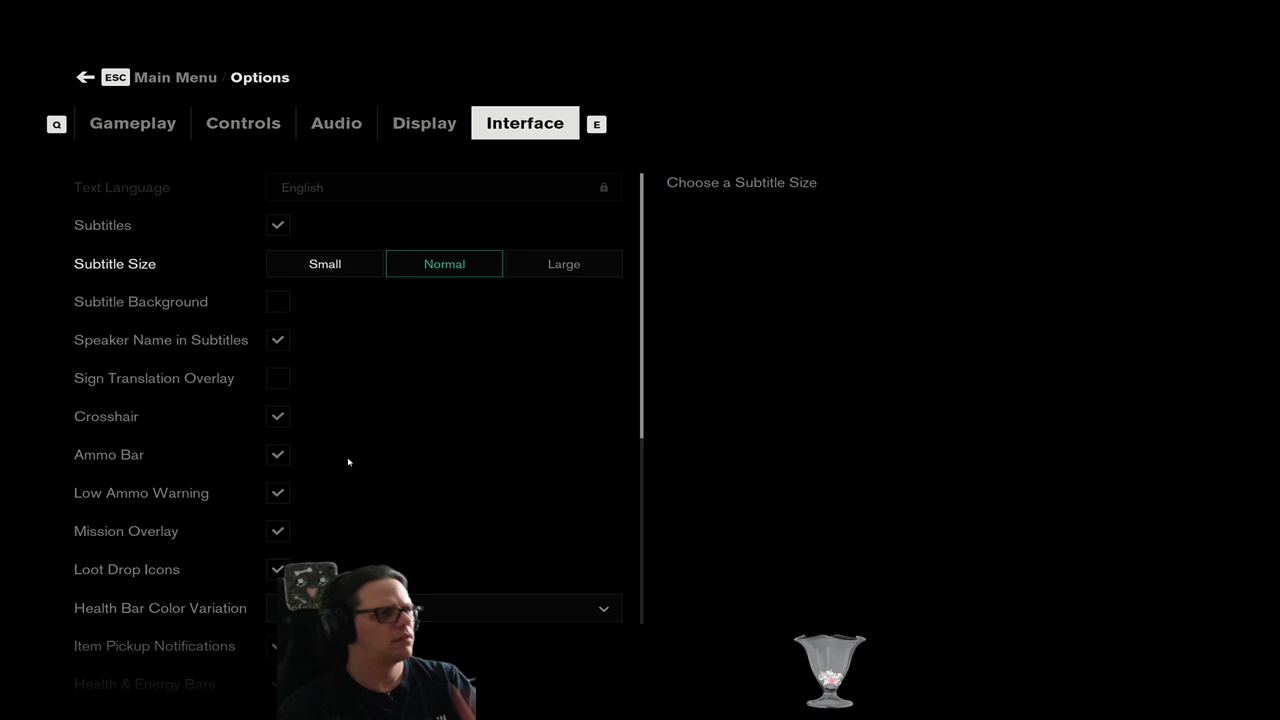 ESC Main Menu / Options
Q Gameplay Controls Audio Display Interface E
Text Language English
Choose a Subtitle Size
Subtitles
Subtitle Size Small Normal Large
Subtitle Background
Speaker Name in Subtitles
Sign Translation Overlay
Crosshair
Ammo Bar
Low Ammo Warning
Mission Overlay
Loot Drop Icons
Health Bar Color Variation
Item Pickup Notifications
Health & Energy Bars